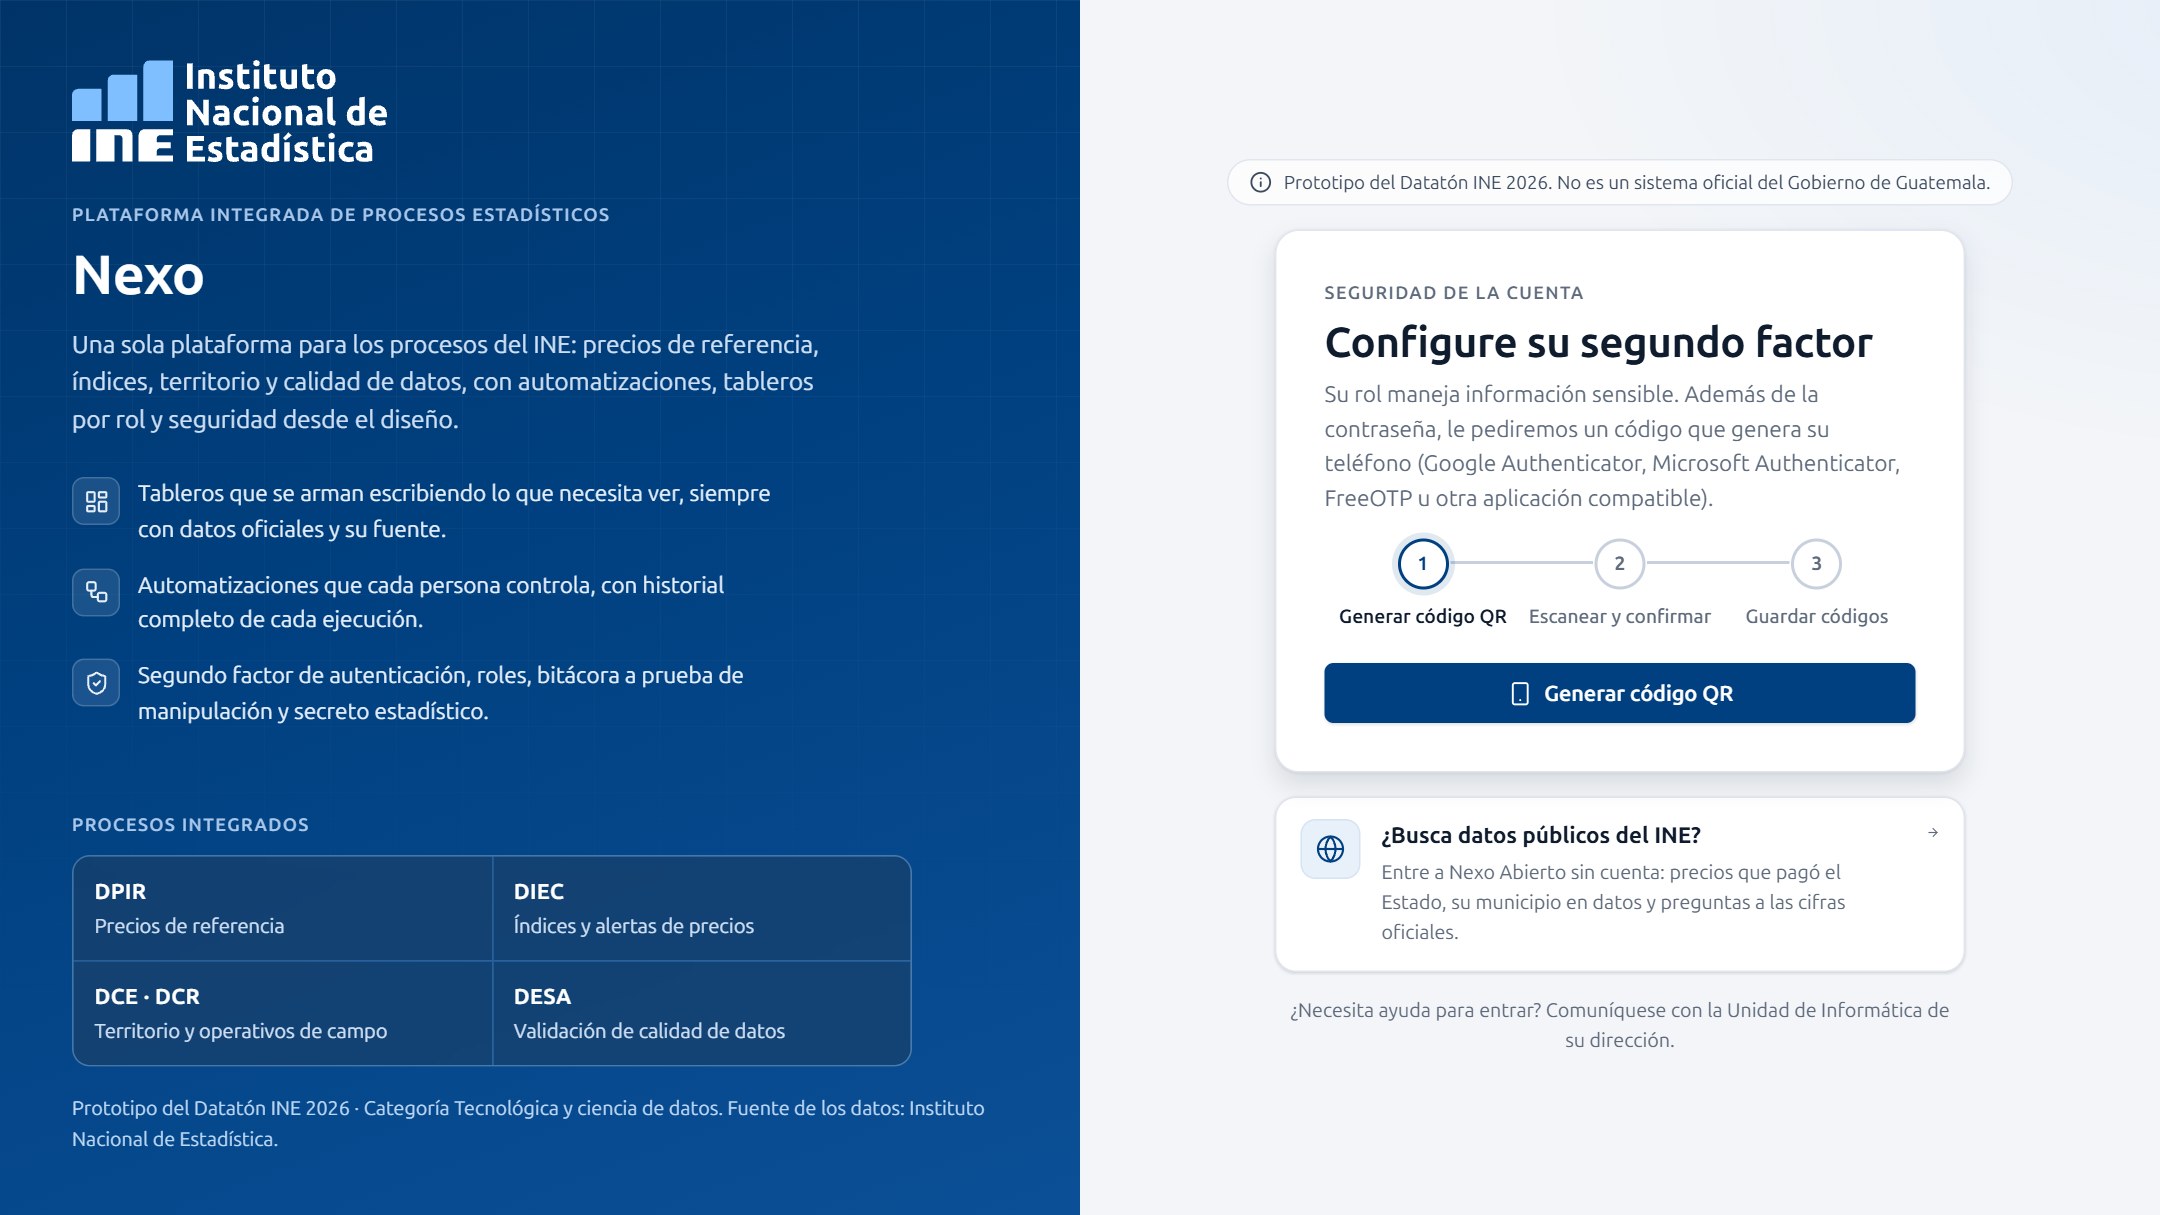 Instituto
Nacional de
Estadística
INE
PLATAFORMA INTEGRADA DE PROCESOS ESTADÍSTICOS
Nexo
Una sola plataforma para los procesos del INE: precios de referencia,
índices, territorio y calidad de datos, con automatizaciones, tableros
por rol y seguridad desde el diseño.
Tableros que se arman escribiendo lo que necesita ver, siempre
con datos oficiales y su fuente.
Automatizaciones que cada persona controla, con historial
completo de cada ejecución.
Segundo factor de autenticación, roles, bitácora a prueba de
manipulación y secreto estadístico.
PROCESOS INTEGRADOS
DPIR
Precios de referencia
DIEC
Índices y alertas de precios
DCE · DCR
Territorio y operativos de campo
DESA
Validación de calidad de datos
Prototipo del Datatón INE 2026 · Categoría Tecnológica y ciencia de datos. Fuente de los datos: Instituto
Nacional de Estadística.
Prototipo del Datatón INE 2026. No es un sistema oficial del Gobierno de Guatemala.
SEGURIDAD DE LA CUENTA
Configure su segundo factor
Su rol maneja información sensible. Además de la
contraseña, le pediremos un código que genera su
teléfono (Google Authenticator, Microsoft Authenticator,
FreeOTP u otra aplicación compatible).
1
2
3
Generar código QR
Escanear y confirmar
Guardar códigos
Generar código QR
¿Busca datos públicos del INE?
Entre a Nexo Abierto sin cuenta: precios que pagó el
Estado, su municipio en datos y preguntas a las cifras
oficiales.
¿Necesita ayuda para entrar? Comuníquese con la Unidad de Informática de
su dirección.